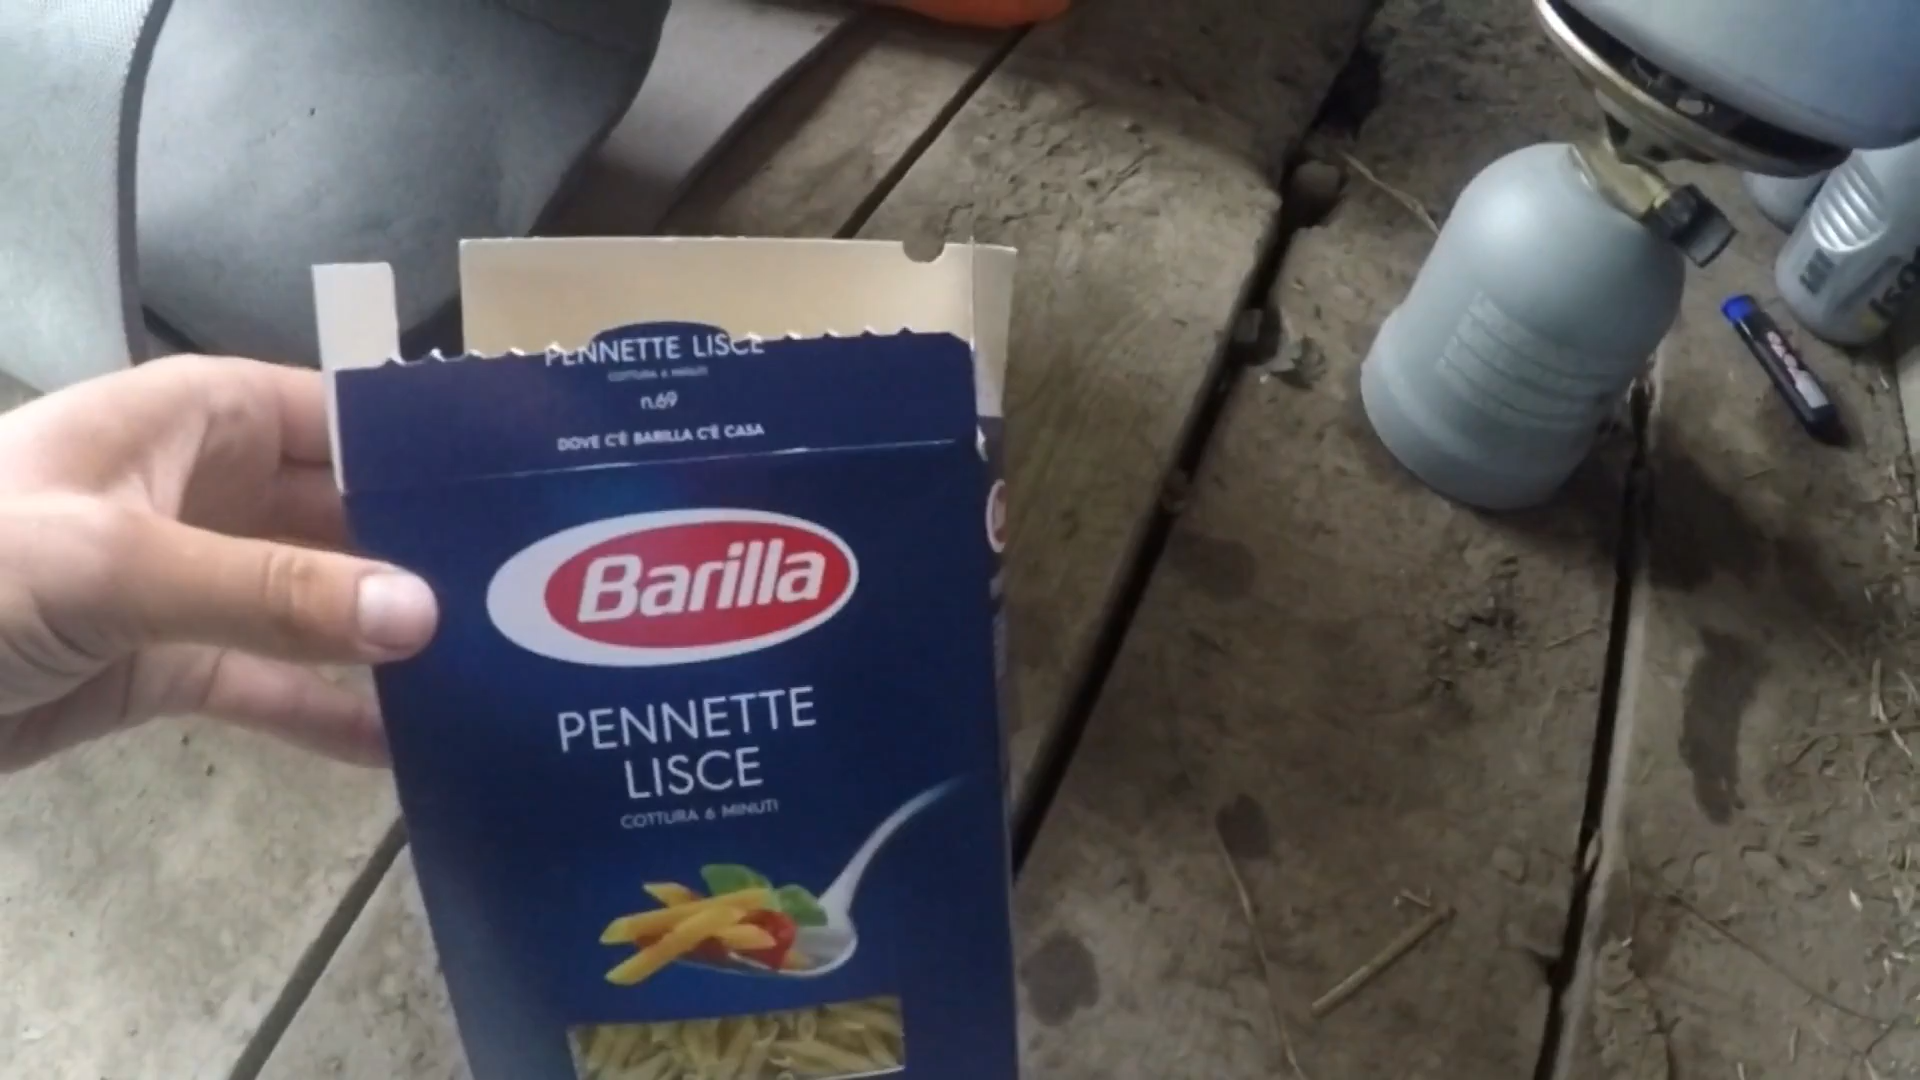 PENNETTE LISCE
COTTURA 6 MINUTI
n.69
DOVE C'È BARILLA C'È CASA
Barilla
PENNETTE
LISCE
COTTURA 6 MINUTI